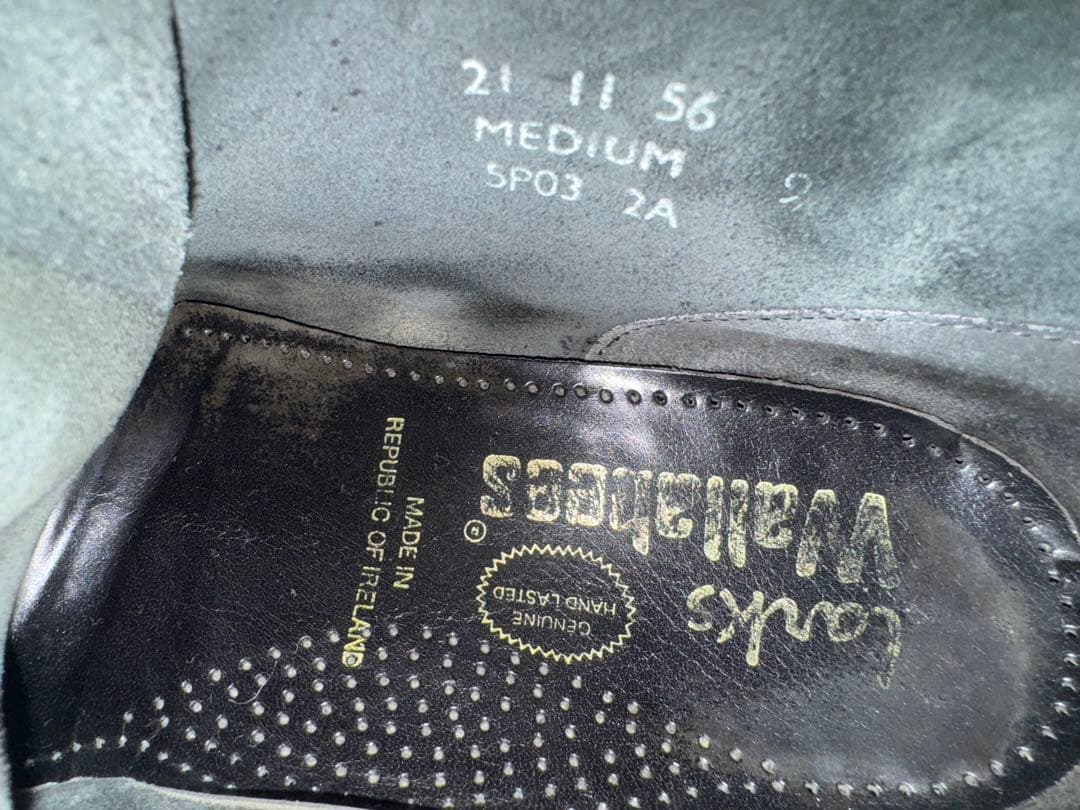 21 11 56
MEDIUM
SP03 2A 9
Clarks
Wallabees®
GENUINE
HAND LASTED
MADE IN
REPUBLIC OF IRELAND